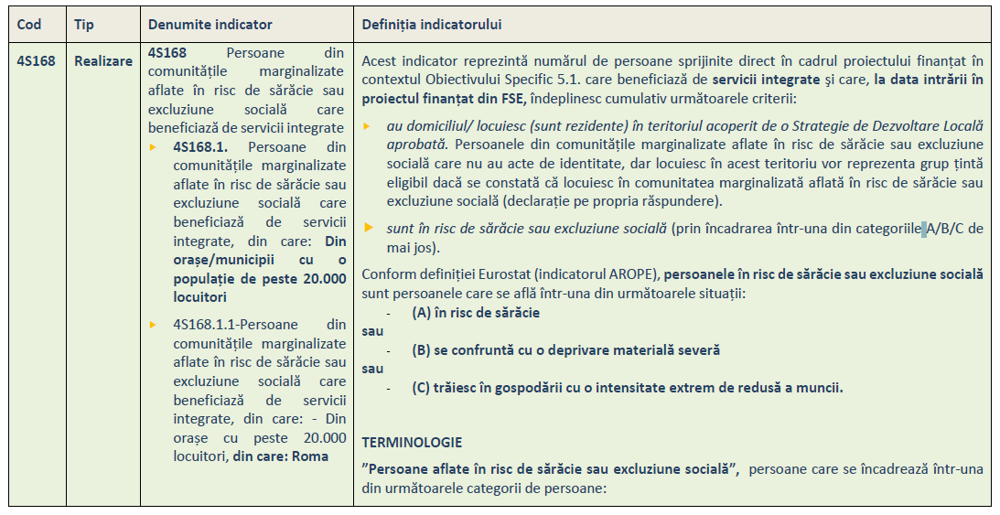 Cod Tip Denumite indicator Definiția indicatorului
4S168 Realizare
4S168 Persoane din
comunitățile marginalizate
aflate în risc de sărăcie sau
excluziune socială care
beneficiază de servicii integrate
4S168.1. Persoane din
comunitățile marginalizate
aflate în risc de sărăcie sau
excluziune socială care
beneficiază de servicii
integrate, din care: Din
orașe/municipii cu o
populație de peste 20.000
locuitori
4S168.1.1-Persoane din
comunitățile marginalizate
aflate în risc de sărăcie sau
excluziune socială care
beneficiază de servicii
integrate, din care: - Din
orașe cu peste 20.000
locuitori, din care: Roma
Acest indicator reprezintă numărul de persoane sprijinite direct în cadrul proiectului finanțat în
contextul Obiectivului Specific 5.1. care beneficiază de servicii integrate şi care, la data intrării în
proiectul finanțat din FSE, îndeplinesc cumulativ următoarele criterii:
au domiciliul/ locuiesc (sunt rezidente) în teritoriul acoperit de o Strategie de Dezvoltare Locală
aprobată. Persoanele din comunitățile marginalizate aflate în risc de sărăcie sau excluziune
socială care nu au acte de identitate, dar locuiesc în acest teritoriu vor reprezenta grup țintă
eligibil dacă se constată că locuiesc în comunitatea marginalizată aflată în risc de sărăcie sau
excluziune socială (declarație pe propria răspundere).
sunt în risc de sărăcie sau excluziune socială (prin încadrarea într-una din categoriile A/B/C de
mai jos).
Conform definiției Eurostat (indicatorul AROPE), persoanele în risc de sărăcie sau excluziune socială
sunt persoanele care se află într-una din următoarele situații:
- (A) în risc de sărăcie
sau
- (B) se confruntă cu o deprivare materială severă
sau
- (C) trăiesc în gospodării cu o intensitate extrem de redusă a muncii.
TERMINOLOGIE
”Persoane aflate în risc de sărăcie sau excluziune socială”, persoane care se încadrează într-una
din următoarele categorii de persoane: